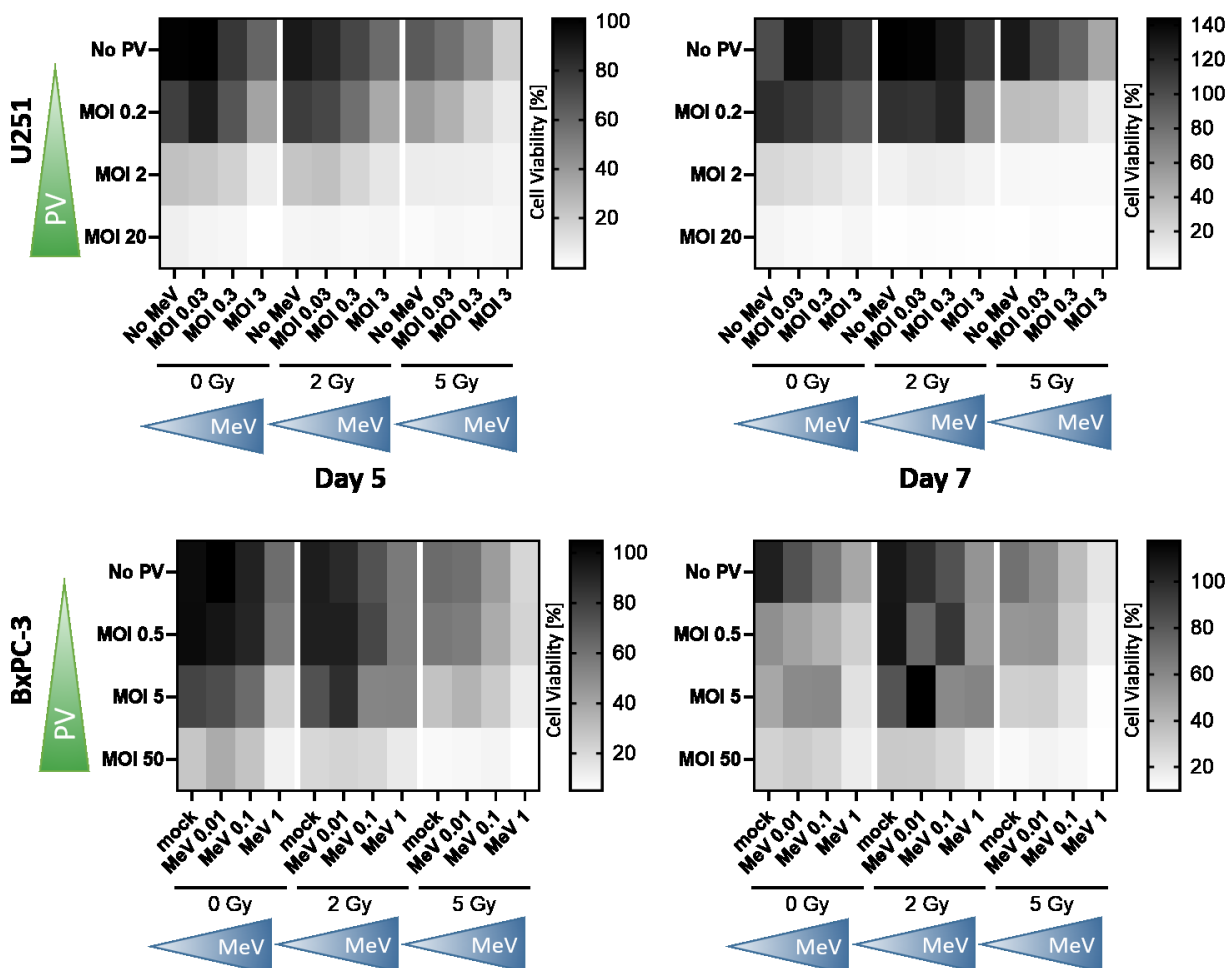 U251
PV
No PV
MOI 0.2
MOI 2
MOI 20
100
80
60
40
20
Cell Viability [%]
No MeV
MOI 0.03
MOI 0.3
MOI 3
No MeV
MOI 0.03
MOI 0.3
MOI 3
No MeV
MOI 0.03
MOI 0.3
MOI 3
0 Gy
2 Gy
5 Gy
MeV
MeV
MeV
Day 5
No PV
MOI 0.2
MOI 2
MOI 20
140
120
100
80
60
40
20
Cell Viability [%]
No MeV
MOI 0.03
MOI 0.3
MOI 3
No MeV
MOI 0.03
MOI 0.3
MOI 3
No MeV
MOI 0.03
MOI 0.3
MOI 3
0 Gy
2 Gy
5 Gy
MeV
MeV
MeV
Day 7
BxPC-3
PV
No PV
MOI 0.5
MOI 5
MOI 50
100
80
60
40
20
Cell Viability [%]
mock
MeV 0.01
MeV 0.1
MeV 1
mock
MeV 0.01
MeV 0.1
MeV 1
mock
MeV 0.01
MeV 0.1
MeV 1
0 Gy
2 Gy
5 Gy
MeV
MeV
MeV
No PV
MOI 0.5
MOI 5
MOI 50
100
80
60
40
20
Cell Viability [%]
mock
MeV 0.01
MeV 0.1
MeV 1
mock
MeV 0.01
MeV 0.1
MeV 1
mock
MeV 0.01
MeV 0.1
MeV 1
0 Gy
2 Gy
5 Gy
MeV
MeV
MeV